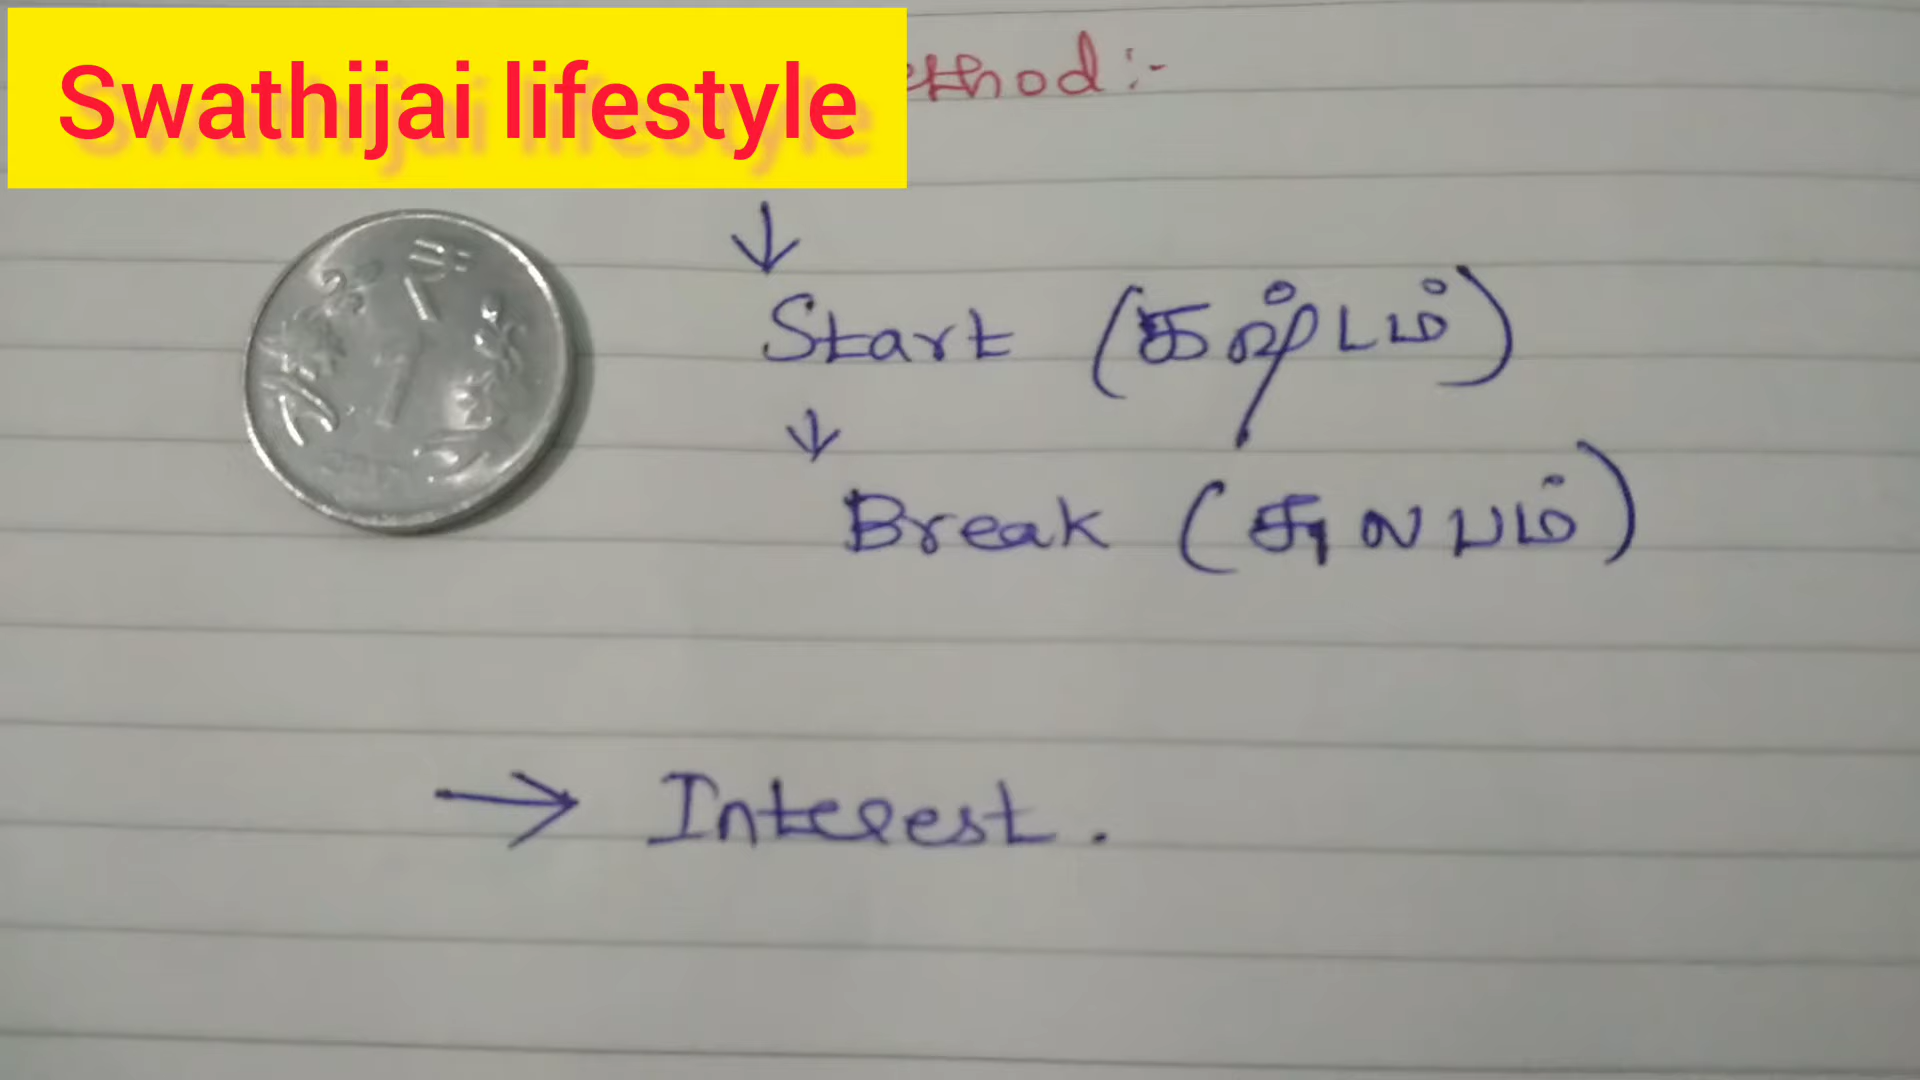 Swathijai lifestyle
ethod:-
Start (கஷ்டம்)
Break (சுலபம்)
→ Interest.